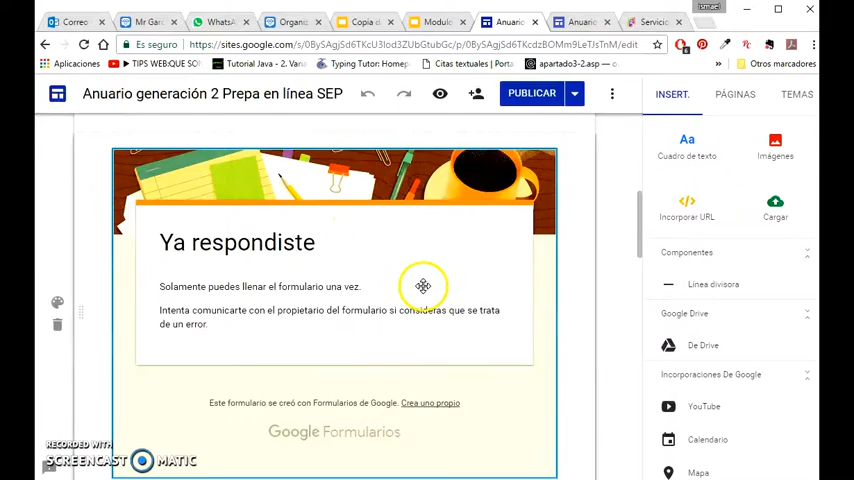 Ismael
Correo
Mr Garc
WhatsA
Organiz
Copia d
Modulo
Anuario
Anuario
Servicio
Es seguro
https://sites.google.com/s/0BySAgjSd6TKcU3lod3ZUbGtubGc/p/0BySAgjSd6TKcdzBOMm9LeTJsTnM/edit
Aplicaciones
TIPS WEB:QUE SON
Tutorial Java - 2. Varia
Typing Tutor: Homepage
Citas textuales | Porta
apartado3-2.asp — c
»
Otros marcadores
Anuario generación 2 Prepa en línea SEP
PUBLICAR
INSERT.
PÁGINAS
TEMAS
Aa
Cuadro de texto
Imágenes
</>
Incorporar URL
Cargar
Componentes
Línea divisora
Google Drive
De Drive
Incorporaciones De Google
YouTube
Calendario
Mapa
Ya respondiste
Solamente puedes llenar el formulario una vez.
Intenta comunicarte con el propietario del formulario si consideras que se trata
de un error.
Este formulario se creó con Formularios de Google. Crea uno propio
Google Formularios
RECORDED WITH
SCREENCAST MATIC